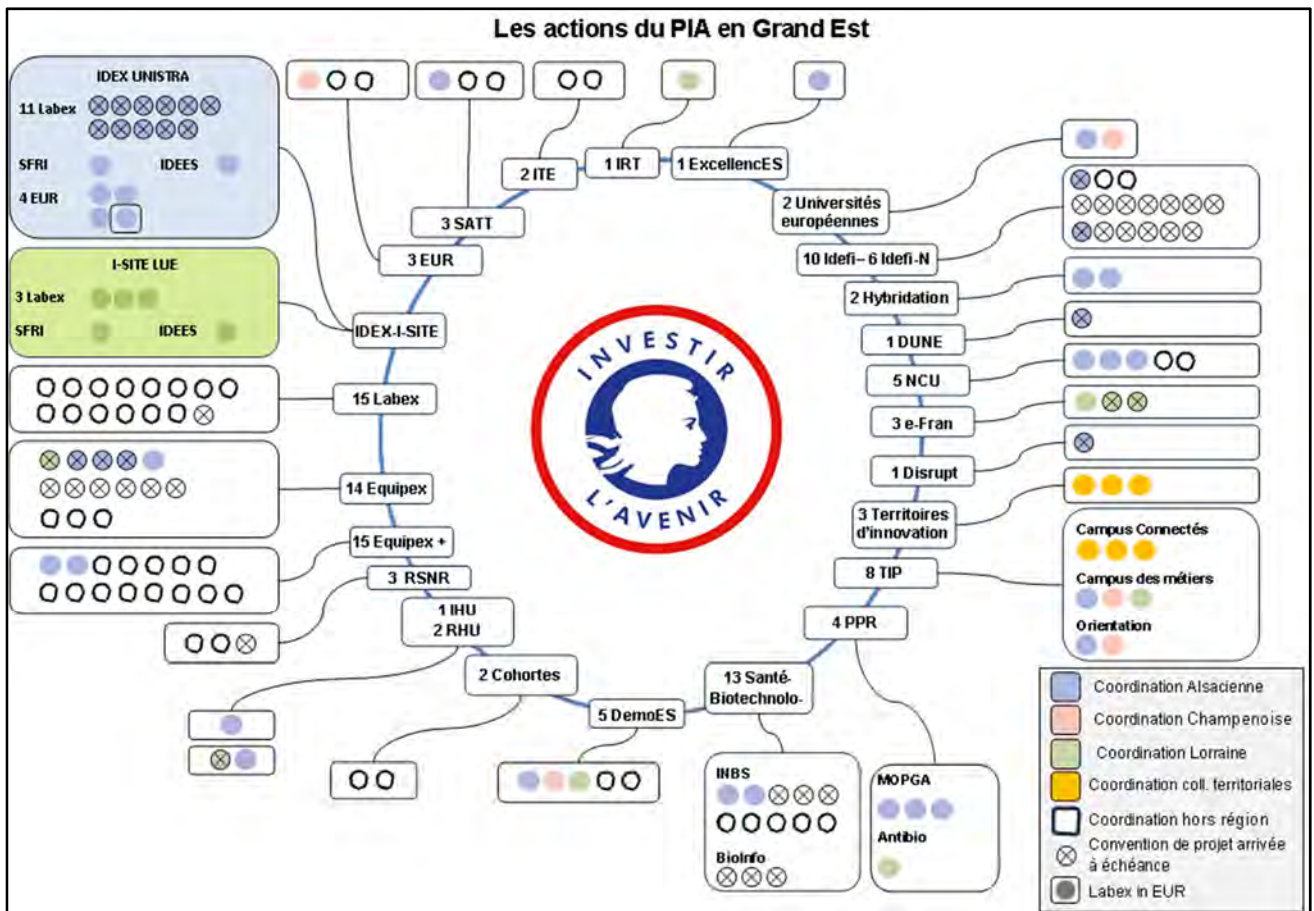 Les actions du PIA en Grand Est
IDEX UNISTRA
11 Labex
SFRI
IDEES
4 EUR
I-SITE LUE
3 Labex
SFRI
IDEES
1 IRT
1 ExcellencES
2 ITE
2 Universités
européennes
3 SATT
3 EUR
10 Idefi– 6 Idefi-N
2 Hybridation
IDEX-I-SITE
1 DUNE
5 NCU
15 Labex
3 e-Fran
1 Disrupt
14 Equipex
3 Territoires
d'innovation
15 Equipex +
8 TIP
3 RSNR
1 IHU
2 RHU
4 PPR
2 Cohortes
13 Santé-
Biotechnolo-
5 DemoES
INVESTIR
L'AVENIR
Campus Connectés
Campus des métiers
Orientation
INBS
BioInfo
MOPGA
Antibio
Coordination Alsacienne
Coordination Champenoise
Coordination Lorraine
Coordination coll. territoriales
Coordination hors région
Convention de projet arrivée
à échéance
Labex in EUR